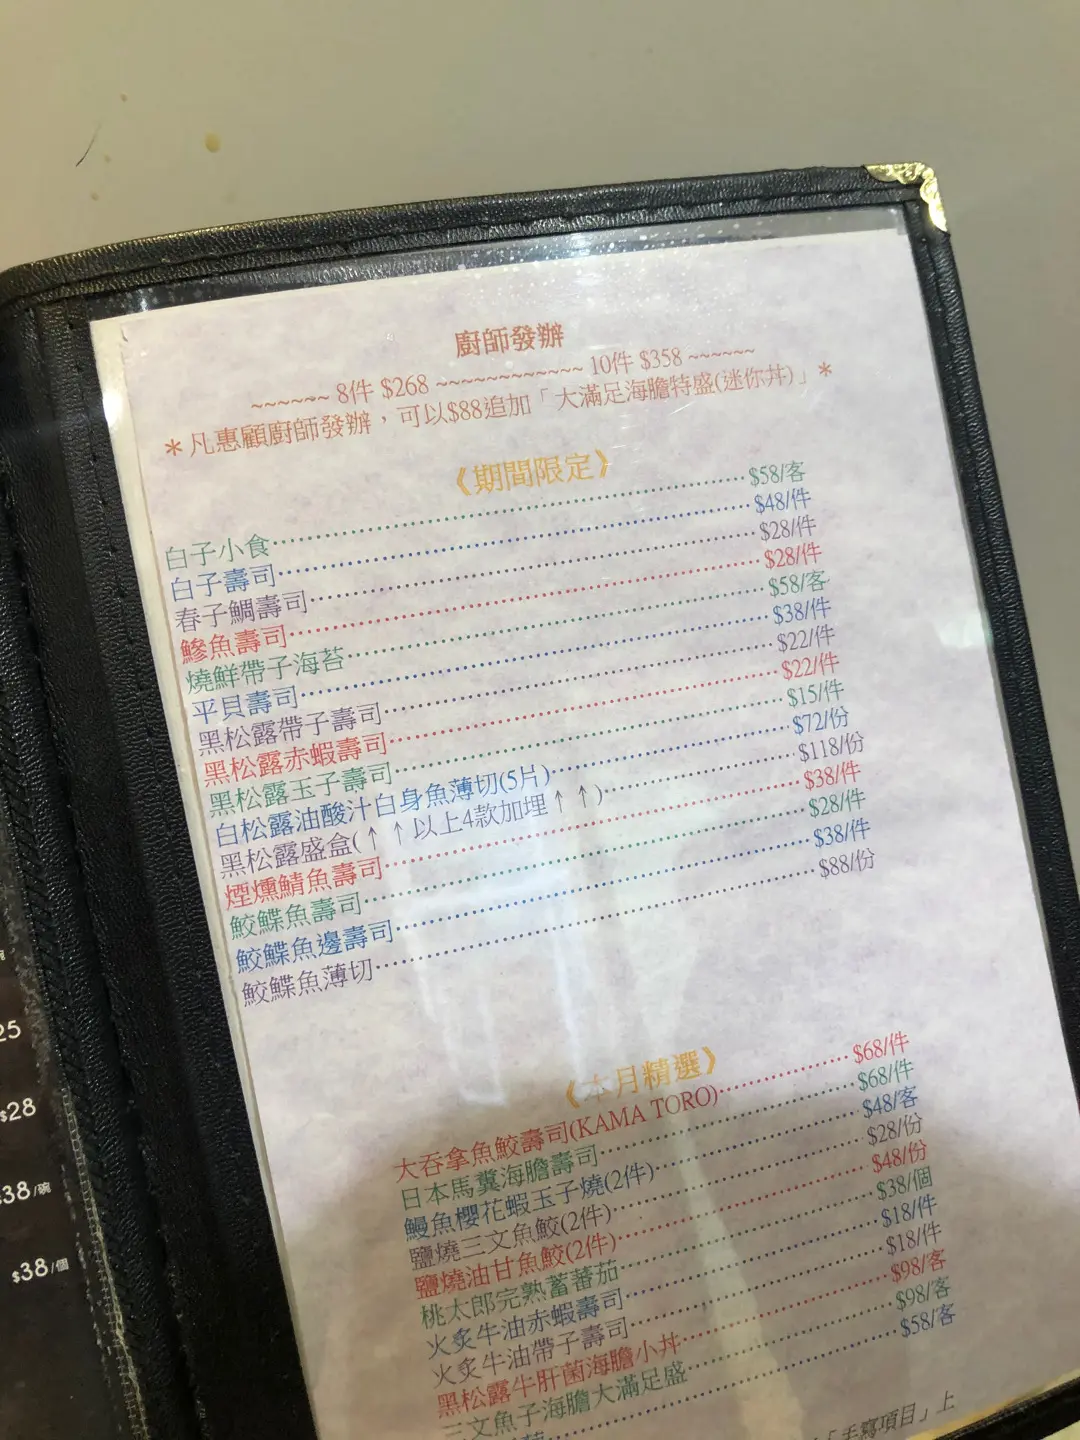 廚師發辦
~~~~~~ 8件 $268 ~~~~~~~~~~~~ 10件 $358 ~~~~~~
＊凡惠顧廚師發辦，可以$88追加「大滿足海膽特盛(迷你丼)」＊
《期間限定》
白子小食 $58/客
白子壽司 $48/件
春子鯛壽司 $28/件
鰺魚壽司 $28/件
燒鮮帶子海苔 $58/客
平貝壽司 $38/件
黑松露帶子壽司 $22/件
黑松露赤蝦壽司 $22/件
黑松露玉子壽司 $15/件
白松露油酸汁白身魚薄切(5片) $72/份
黑松露盛盒(↑ ↑以上4款加埋↑ ↑) $118/份
煙燻鯖魚壽司 $38/件
鮫鰈魚壽司 $28/件
鮫鰈魚邊壽司 $38/件
鮫鰈魚薄切 $88/份
《本月精選》
大吞拿魚鮫壽司(KAMA TORO) $68/件
日本馬糞海膽壽司 $68/件
鰻魚櫻花蝦玉子燒(2件) $48/客
鹽燒三文魚鮫(2件) $28/份
鹽燒油甘魚鮫(2件) $48/份
桃太郎完熟蓄蕃茄 $38/個
火炙牛油赤蝦壽司 $18/件
火炙牛油帶子壽司 $18/件
黑松露牛肝菌海膽小丼 $98/客
三文魚子海膽大滿足盛 $98/客
$58/客
「手寫項目」上
25
$28
$38/碗
$38/個